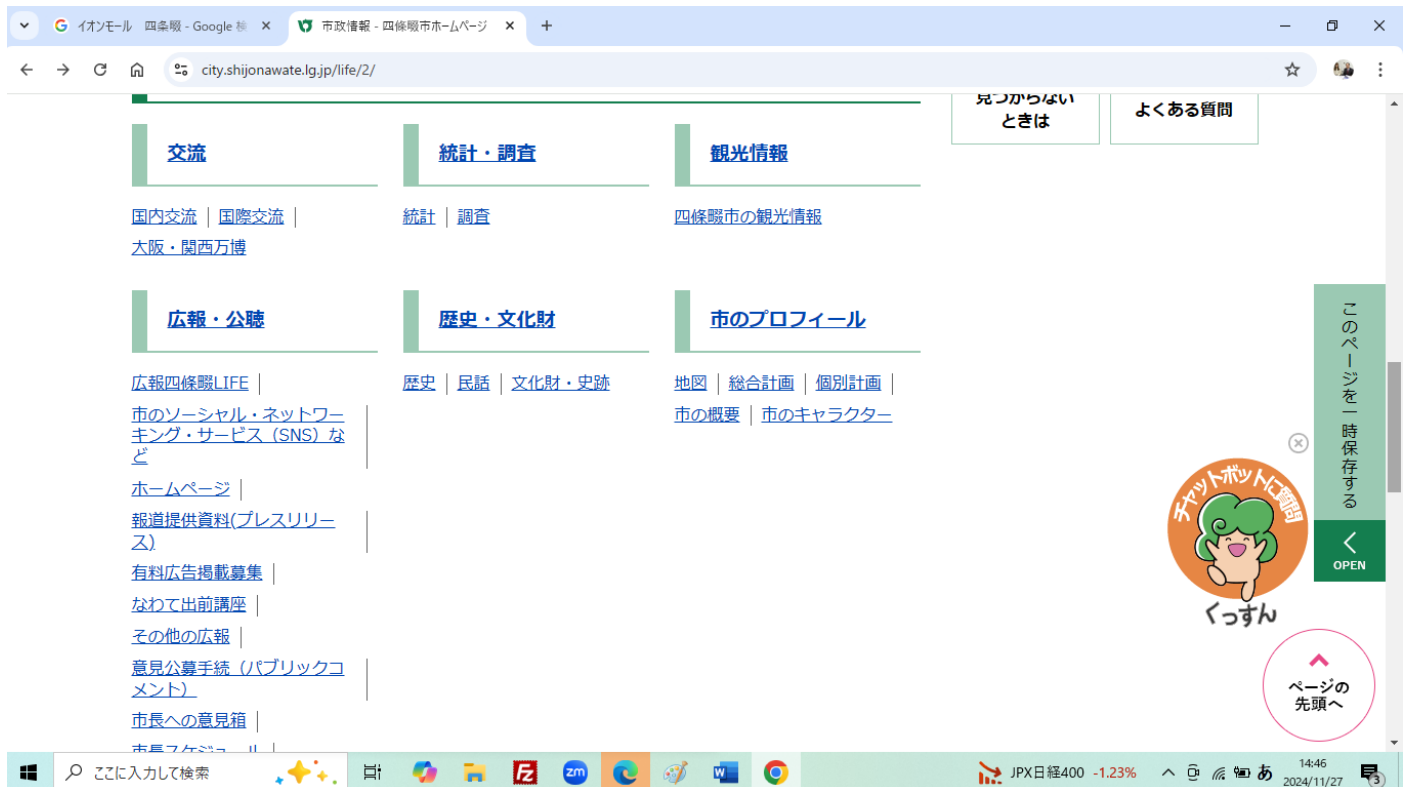 イオンモール 四条畷 - Google 検
市政情報 - 四條畷市ホームページ
city.shijonawate.lg.jp/life/2/
見つからない
ときは
よくある質問
交流
統計・調査
観光情報
国内交流 | 国際交流 |
大阪・関西万博
統計 | 調査
四條畷市の観光情報
広報・公聴
歴史・文化財
市のプロフィール
広報四條畷LIFE |
市のソーシャル・ネットワー
キング・サービス（SNS）な
ど
ホームページ |
報道提供資料(プレスリリー
ス)
有料広告掲載募集 |
なわて出前講座 |
その他の広報 |
意見公募手続（パブリックコ
メント）
市長への意見箱 |
市長スケジュール |
歴史 | 民話 | 文化財・史跡
地図 | 総合計画 | 個別計画 |
市の概要 | 市のキャラクター
このページを一時保存する
OPEN
チャットボットに質問
くっすん
ページの
先頭へ
ここに入力して検索
zm
JPX日経400 -1.23%
あ
14:46
2024/11/27
3